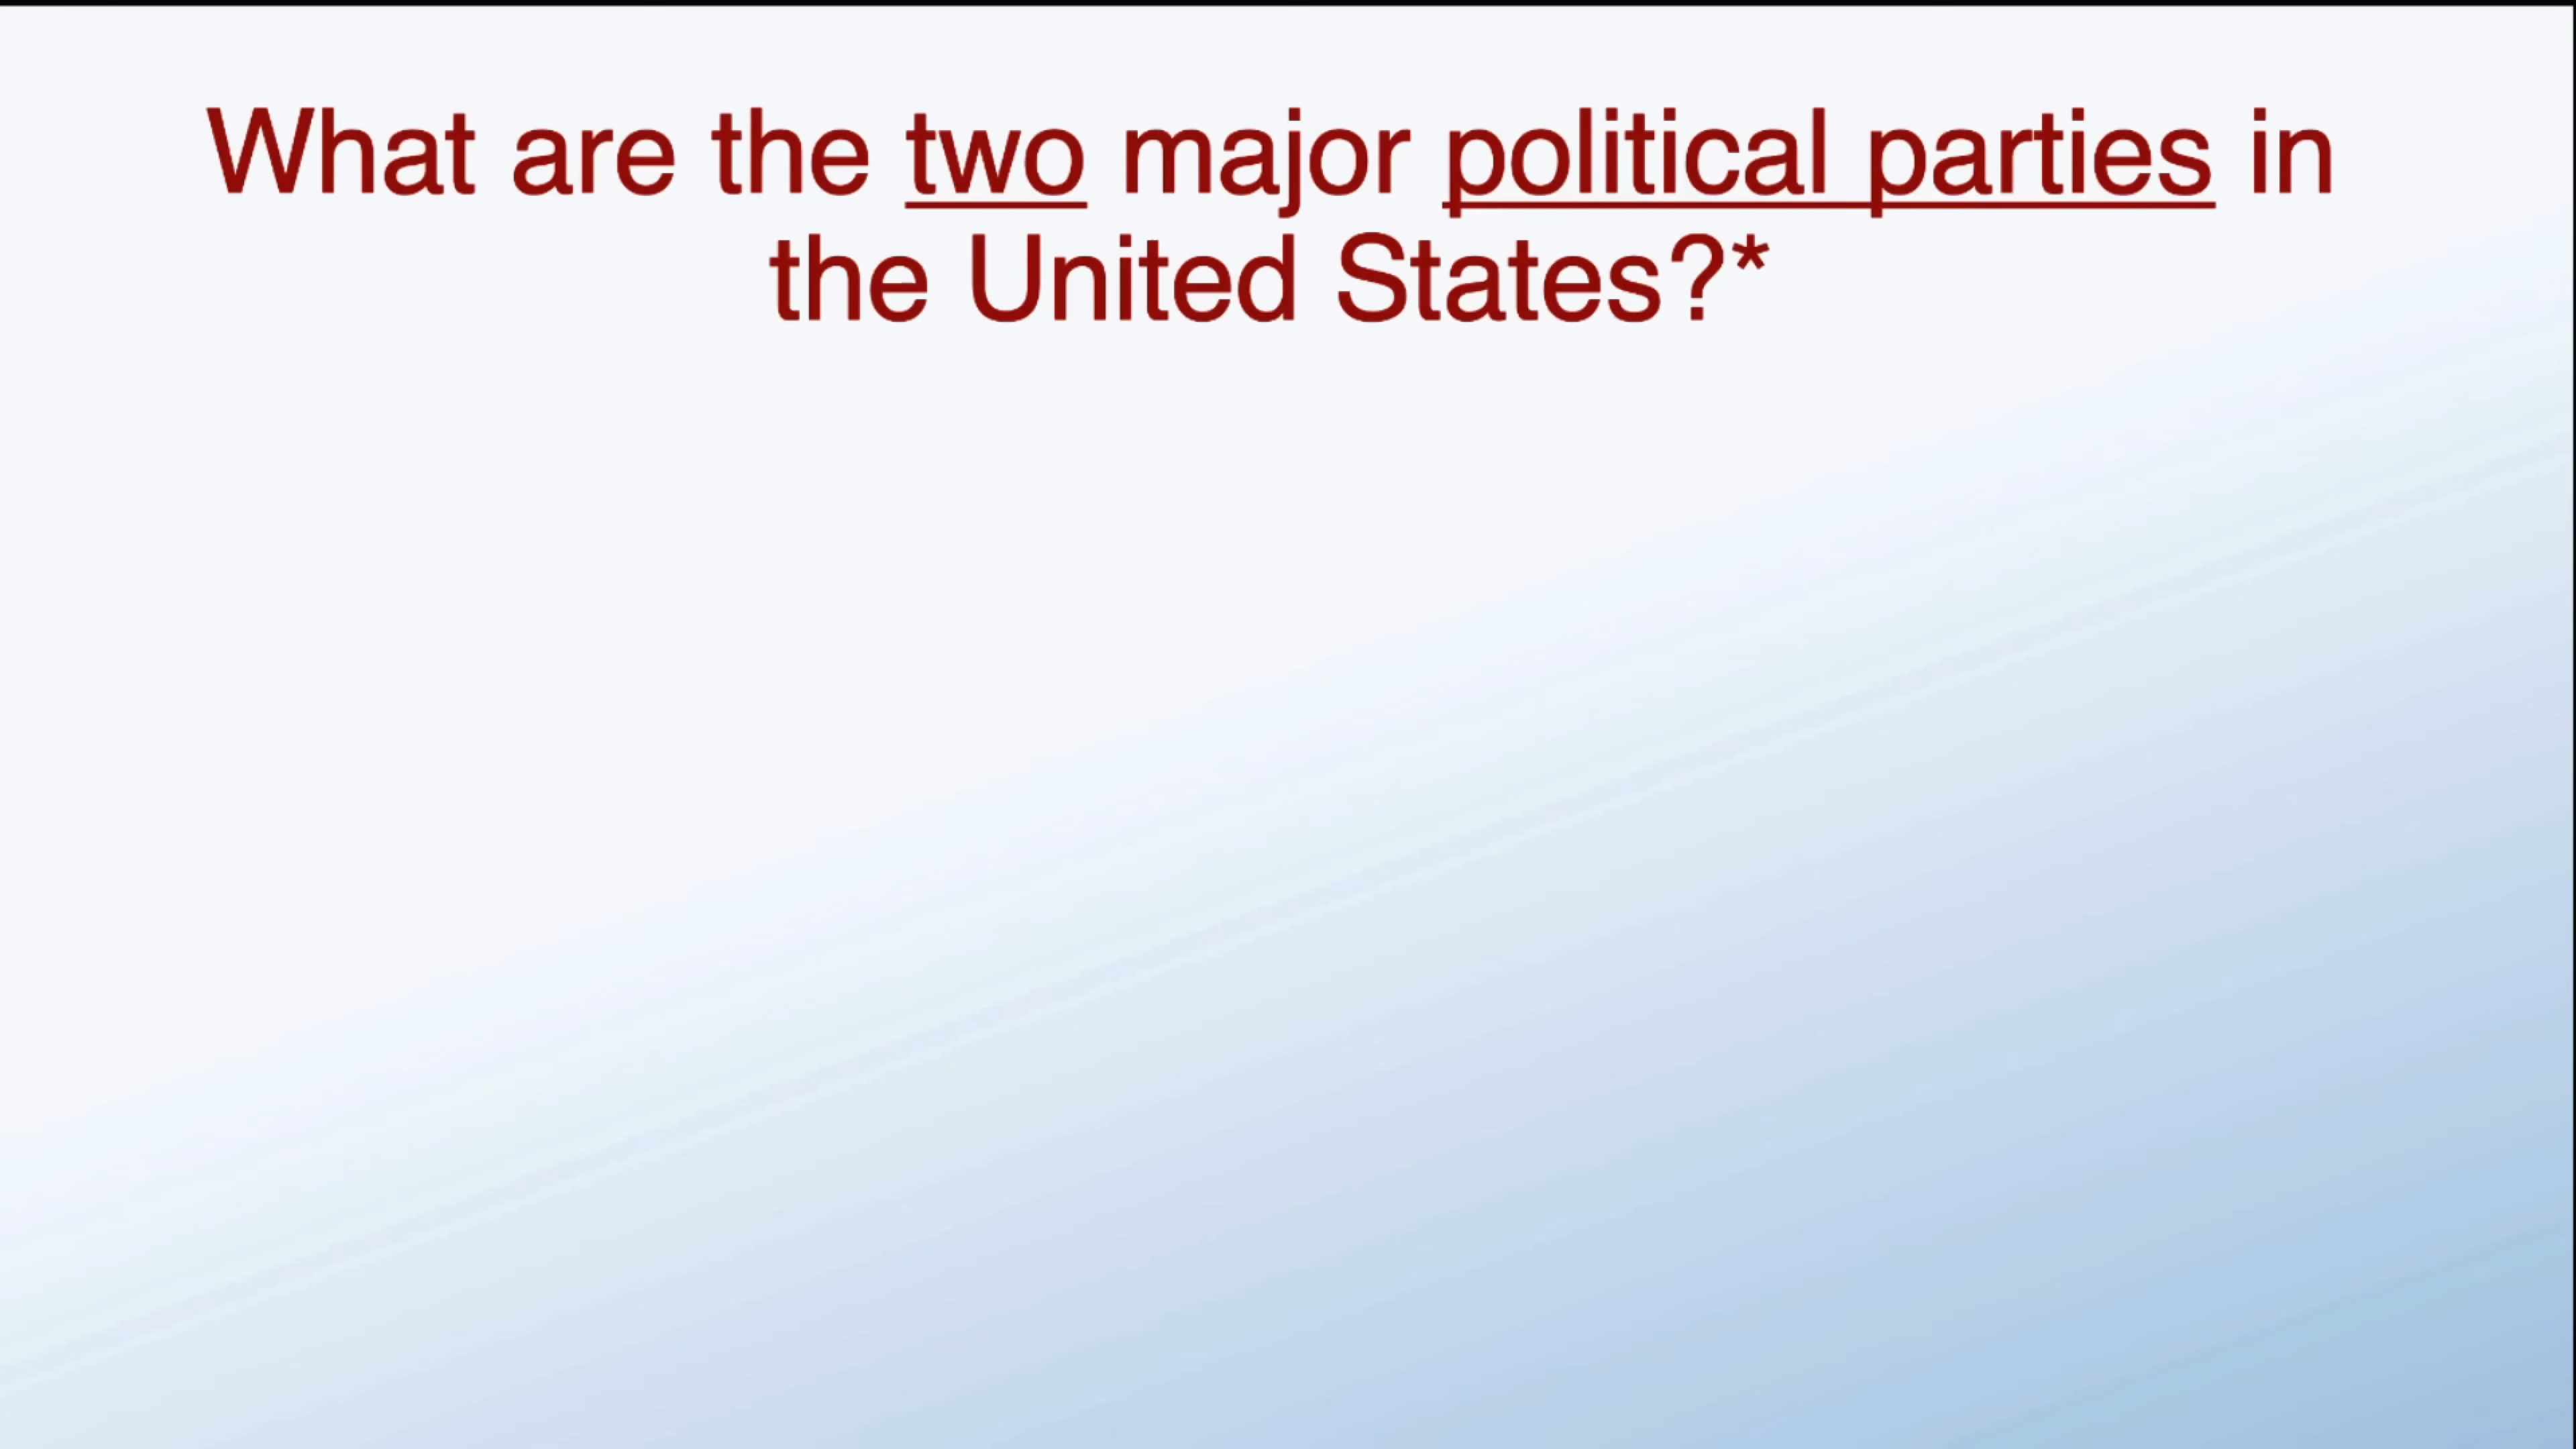 What are the two major political parties in
the United States?*